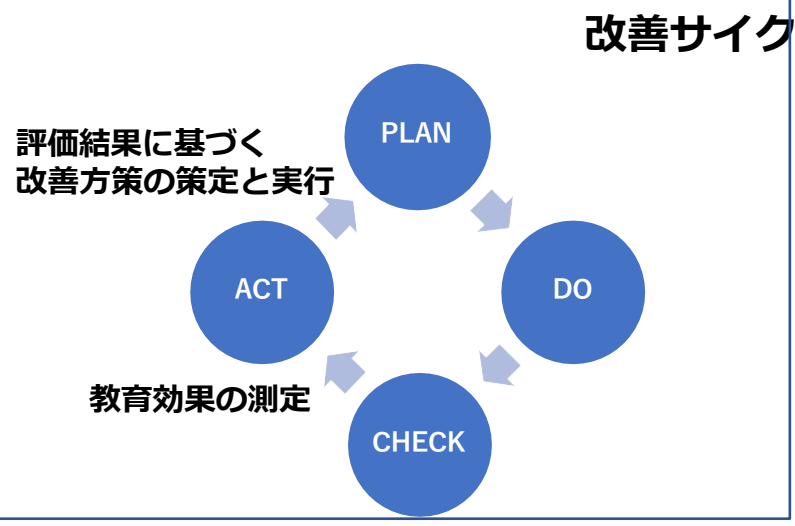 改善サイク
PLAN
評価結果に基づく
改善方策の策定と実行
ACT
DO
教育効果の測定
CHECK